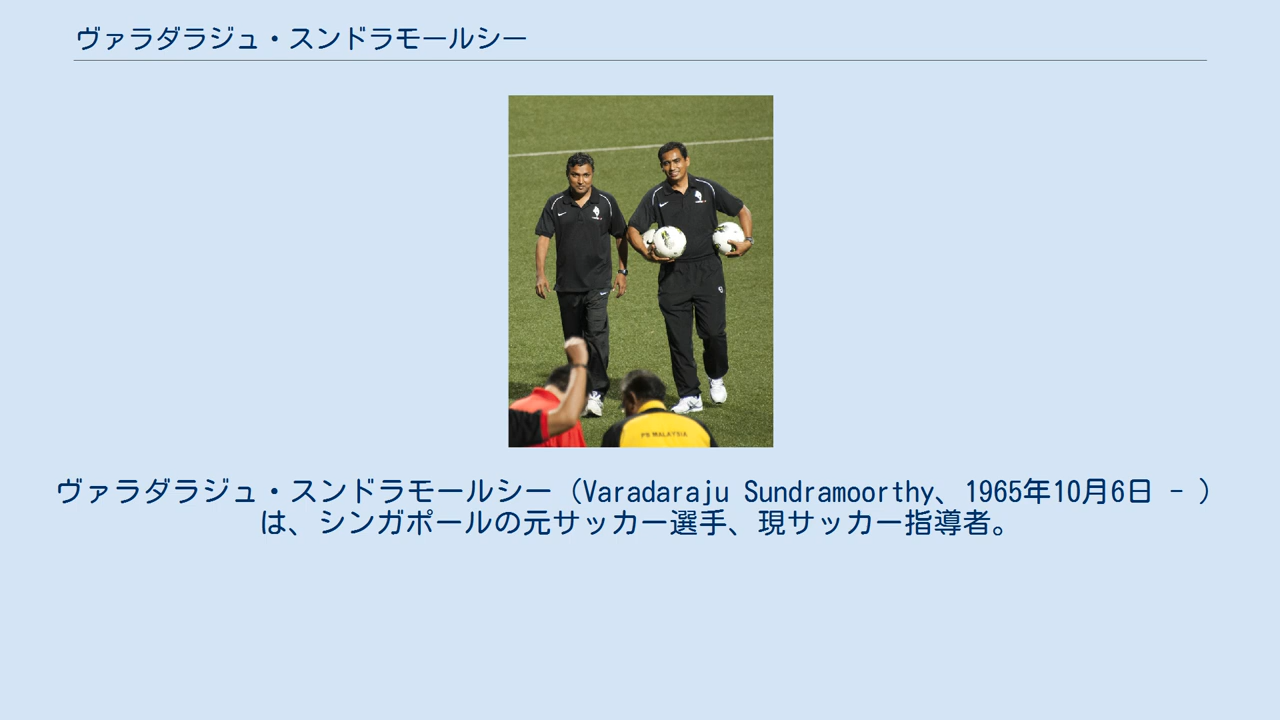 ヴァラダラジュ・スンドラモールシー
PB MALAYSIA
ヴァラダラジュ・スンドラモールシー（Varadaraju Sundramoorthy、1965年10月6日 - ）
は、シンガポールの元サッカー選手、現サッカー指導者。